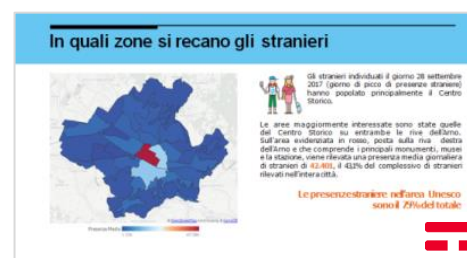 In quali zone si recano gli stranieri
Gli stranieri individuati il giorno 28 settembre
2017 (giorno di picco di presenze straniere)
hanno popolato principalmente il Centro
Storico.
Le aree maggiormente interessate sono state quelle
del Centro Storico su entrambe le rive dell'Arno.
Sull'area evidenziata in rosso, posta sulla riva destra
dell'Arno e che comprende i principali monumenti, musei
e la stazione, viene rilevata una presenza media giornaliera
di stranieri di 42.401, il 43,1% del complessivo di stranieri
rilevati nell'intera città.
Le presenze straniere nell'area Unesco
sono il 79% del totale
Presenza Media